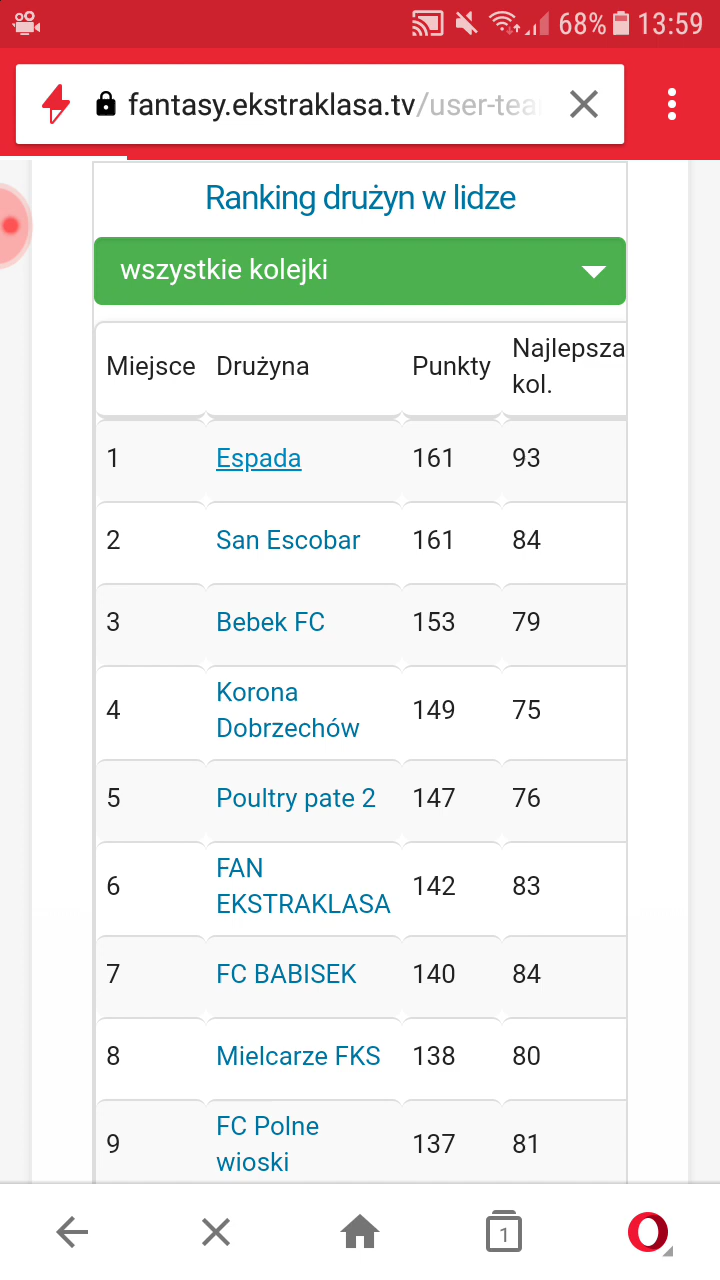 68% 13:59
fantasy.ekstraklasa.tv/user-tea
Ranking drużyn w lidze
wszystkie kolejki
Miejsce Drużyna Punkty Najlepsza kol.
1 Espada 161 93
2 San Escobar 161 84
3 Bebek FC 153 79
4 Korona Dobrzechów 149 75
5 Poultry pate 2 147 76
6 FAN EKSTRAKLASA 142 83
7 FC BABISEK 140 84
8 Mielcarze FKS 138 80
9 FC Polne wioski 137 81
1